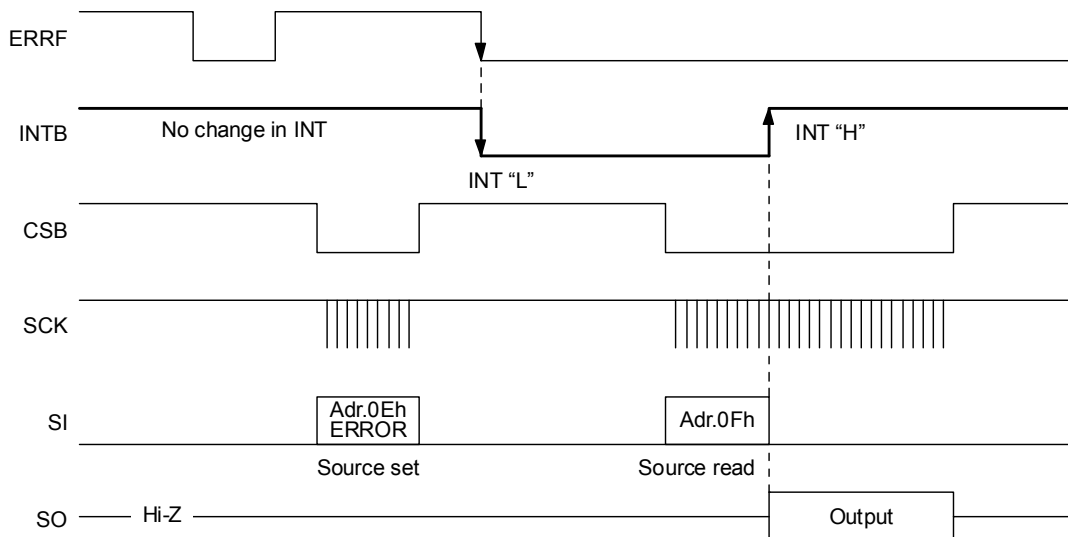 ERRF
INTB
No change in INT
INT “H”
INT “L”
CSB
SCK
SI
Adr.0Eh
ERROR
Adr.0Fh
Source set
Source read
SO
Hi-Z
Output